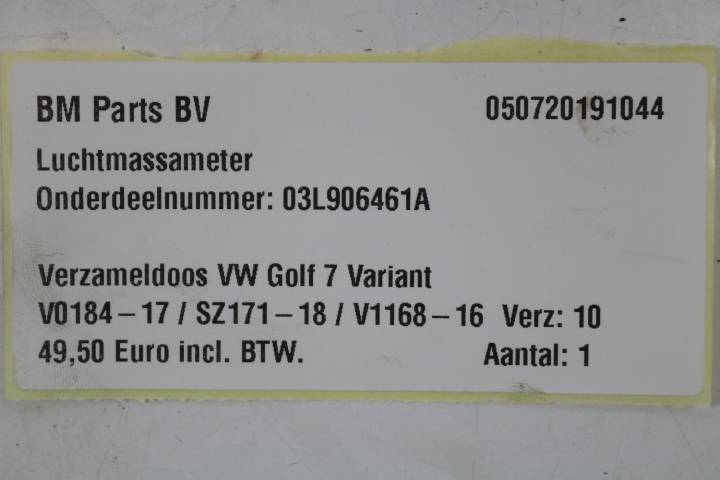 BM Parts BV 050720191044
Luchtmassameter
Onderdeelnummer: 03L906461A
Verzameldoos VW Golf 7 Variant
V0184-17 / SZ171-18 / V1168-16 Verz: 10
49,50 Euro incl. BTW. Aantal: 1